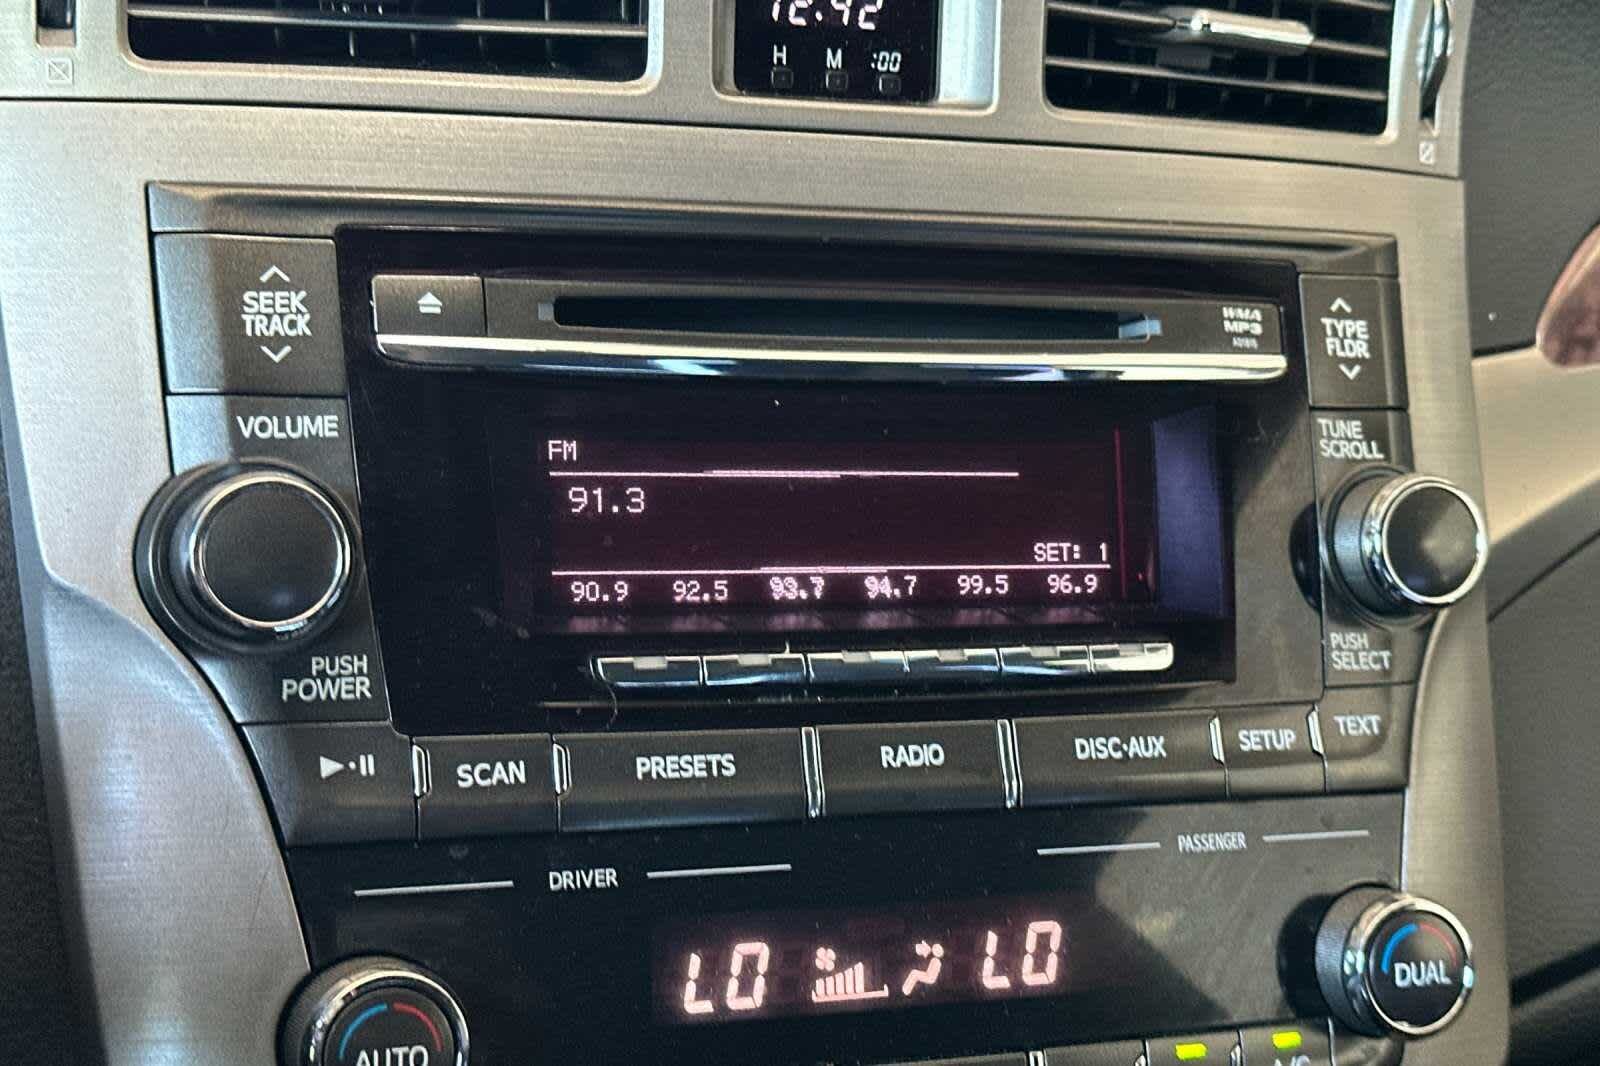 12:42
H M :00
SEEK
TRACK
WMA
MP3
TYPE
FLDR
VOLUME
TUNE
SCROLL
FM
91.3
SET: 1
90.9 92.5 93.7 94.7 99.5 96.9
PUSH
POWER
PUSH
SELECT
SCAN PRESETS RADIO DISC·AUX SETUP TEXT
DRIVER PASSENGER
LO LO
AUTO DUAL
A/C